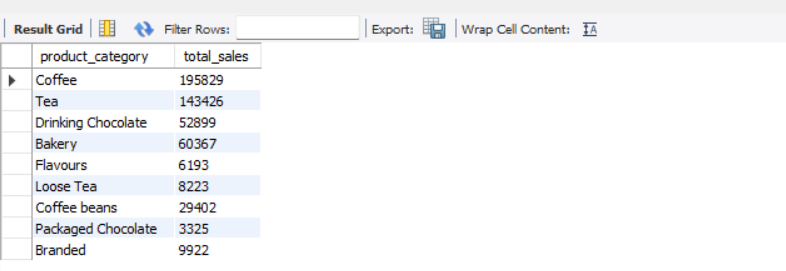 Result Grid Filter Rows: Export: Wrap Cell Content: IA
product_category total_sales
Coffee 195829
Tea 143426
Drinking Chocolate 52899
Bakery 60367
Flavours 6193
Loose Tea 8223
Coffee beans 29402
Packaged Chocolate 3325
Branded 9922